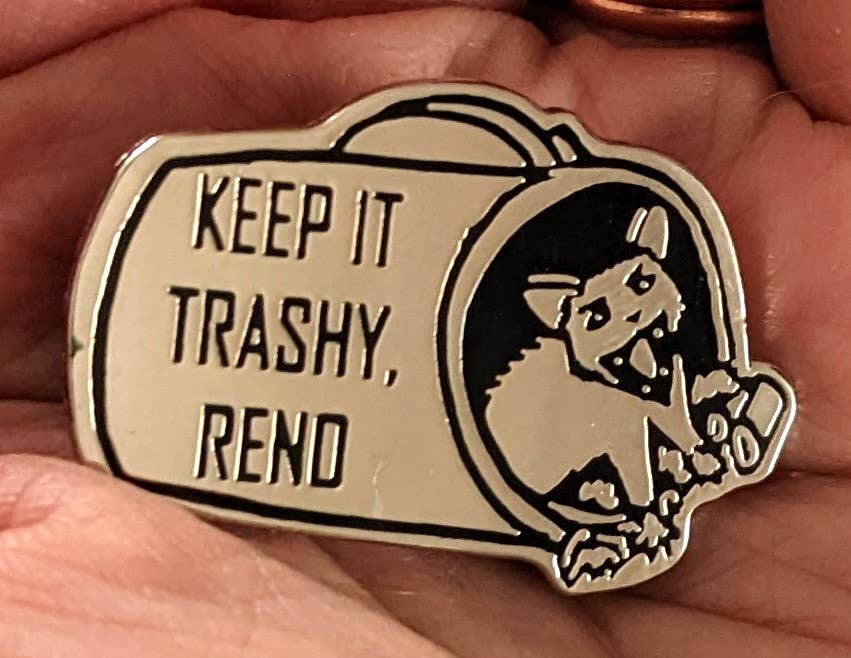 KEEP IT
TRASHY,
RENO